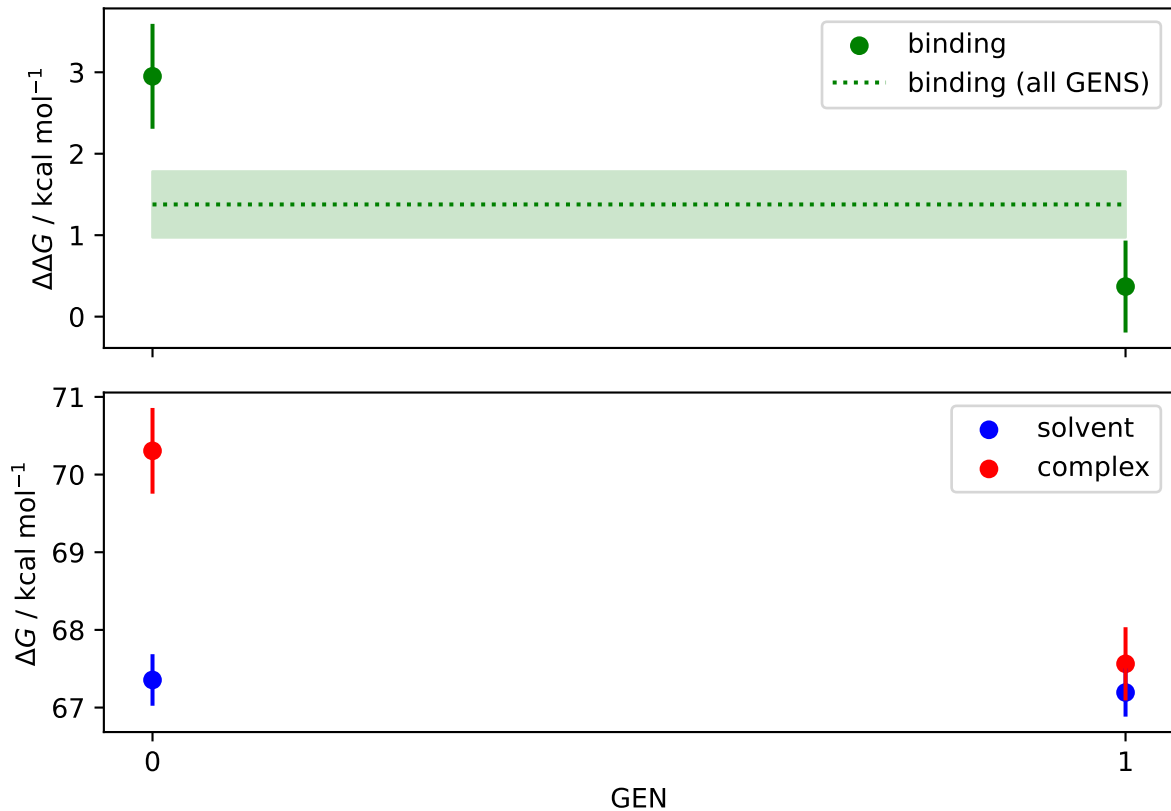 ΔΔG / kcal mol⁻¹
3
2
1
0
binding
binding (all GENS)
ΔG / kcal mol⁻¹
71
70
69
68
67
solvent
complex
0 1
GEN